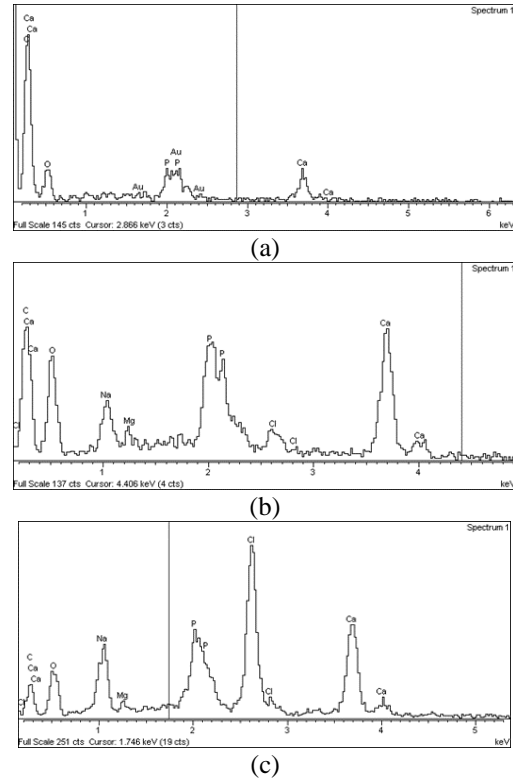 Spectrum 1
Ca
Ca
C
O
Au
P
Au
P
Au
Ca
Ca
1 2 3 4 5 6
Full Scale 145 cts Cursor: 2.866 keV (3 cts) keV
(a)
Spectrum 1
C
Ca
Ca
O
Cl
Na
Mg
P
P
Cl
Cl
Ca
Ca
1 2 3 4
Full Scale 137 cts Cursor: 4.406 keV (4 cts) keV
(b)
Spectrum 1
C
Ca
Ca
O
Na
Mg
P
P
Cl
Cl
Ca
Ca
1 2 3 4 5
Full Scale 251 cts Cursor: 1.746 keV (19 cts) keV
(c)